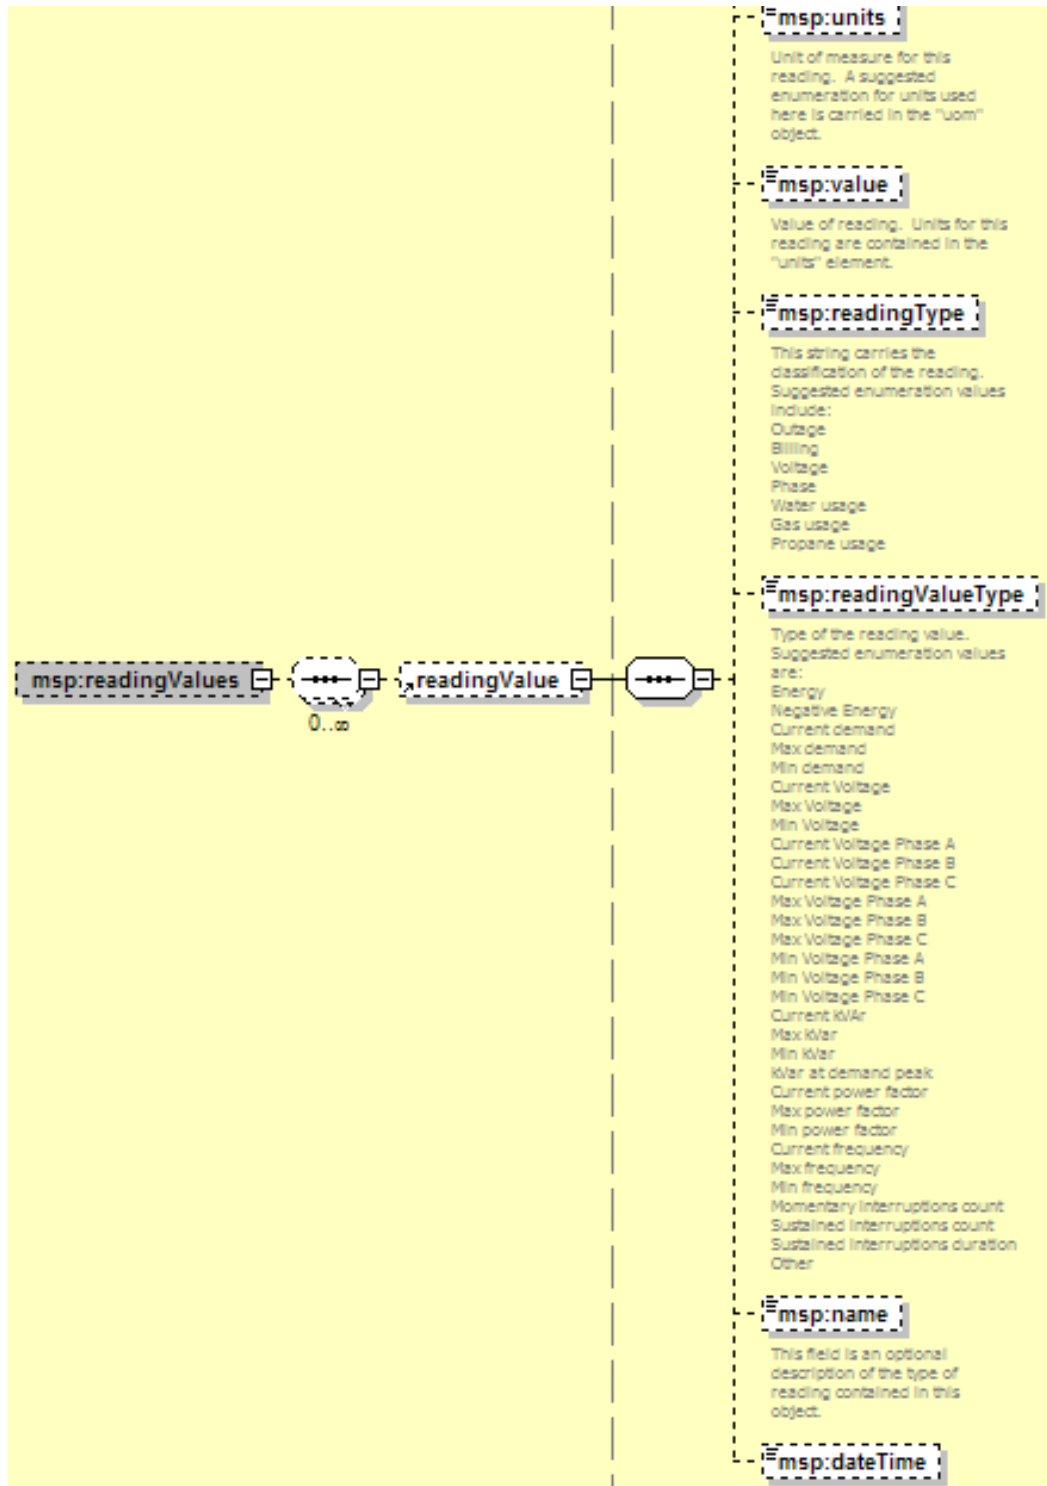 msp:units
Unit of measure for this
reading. A suggested
enumeration for units used
here is carried in the "uom"
object.
msp:value
Value of reading. Units for this
reading are contained in the
"units" element.
msp:readingType
This string carries the
classification of the reading.
Suggested enumeration values
include:
Outage
Billing
Voltage
Phase
Water usage
Gas usage
Propane usage
msp:readingValues
0..∞
readingValue
msp:readingValueType
Type of the reading value.
Suggested enumeration values
are:
Energy
Negative Energy
Current demand
Max demand
Min demand
Current Voltage
Max Voltage
Min Voltage
Current Voltage Phase A
Current Voltage Phase B
Current Voltage Phase C
Max Voltage Phase A
Max Voltage Phase B
Max Voltage Phase C
Min Voltage Phase A
Min Voltage Phase B
Min Voltage Phase C
Current kVAr
Max kVar
Min kVar
kVar at demand peak
Current power factor
Max power factor
Min power factor
Current frequency
Max frequency
Min frequency
Momentary Interruptions count
Sustained Interruptions count
Sustained Interruptions duration
Other
msp:name
This field is an optional
description of the type of
reading contained in this
object.
msp:dateTime